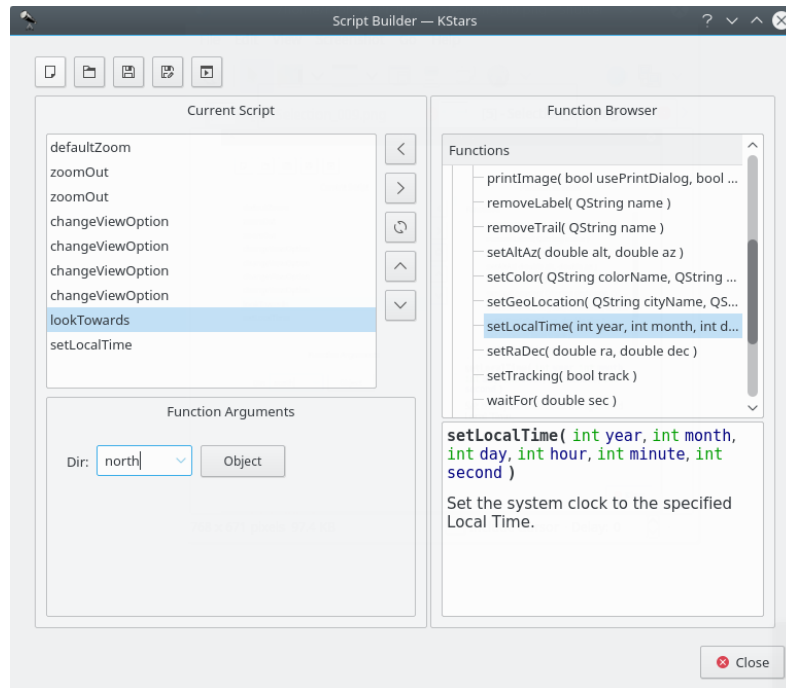 Script Builder — KStars
Current Script
defaultZoom
zoomOut
zoomOut
changeViewOption
changeViewOption
changeViewOption
changeViewOption
lookTowards
setLocalTime
Function Arguments
Dir: north Object
Function Browser
Functions
printImage( bool usePrintDialog, bool ...
removeLabel( QString name )
removeTrail( QString name )
setAltAz( double alt, double az )
setColor( QString colorName, QString ...
setGeoLocation( QString cityName, QS...
setLocalTime( int year, int month, int d...
setRaDec( double ra, double dec )
setTracking( bool track )
waitFor( double sec )
setLocalTime( int year, int month,
int day, int hour, int minute, int
second )
Set the system clock to the specified
Local Time.
Close